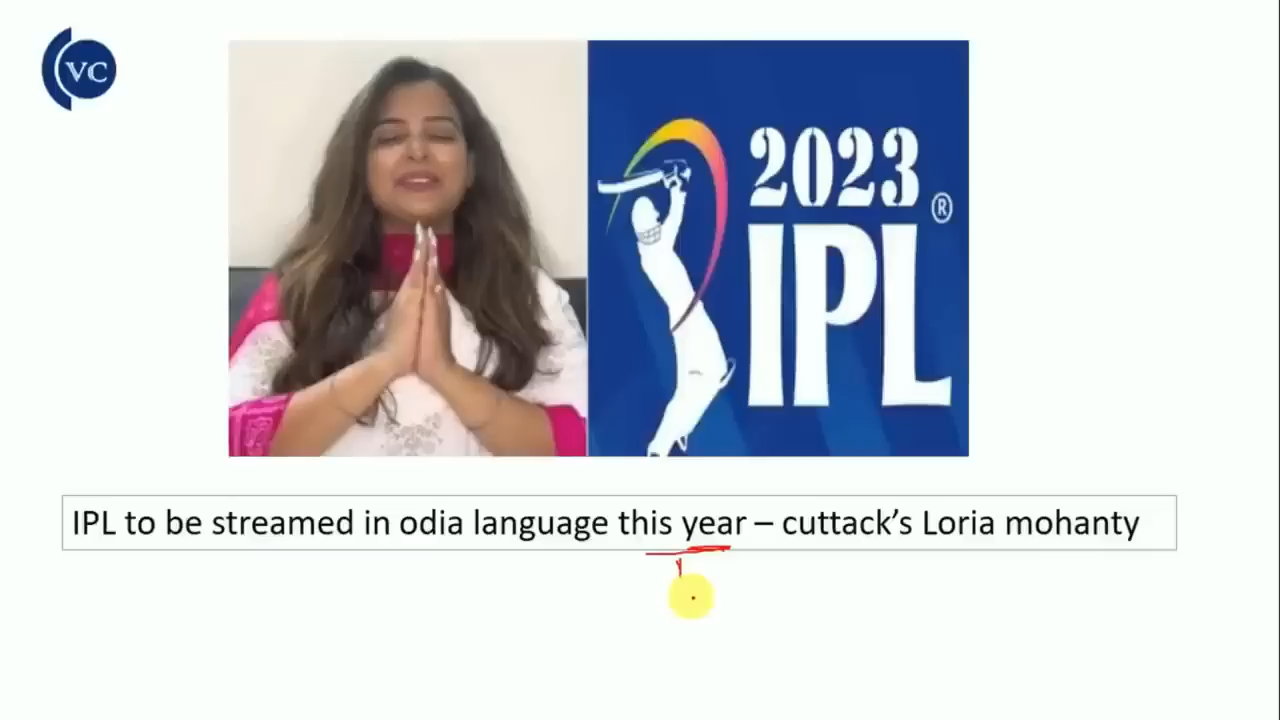 VC
2023
IPL
®
IPL to be streamed in odia language this year – cuttack's Loria mohanty